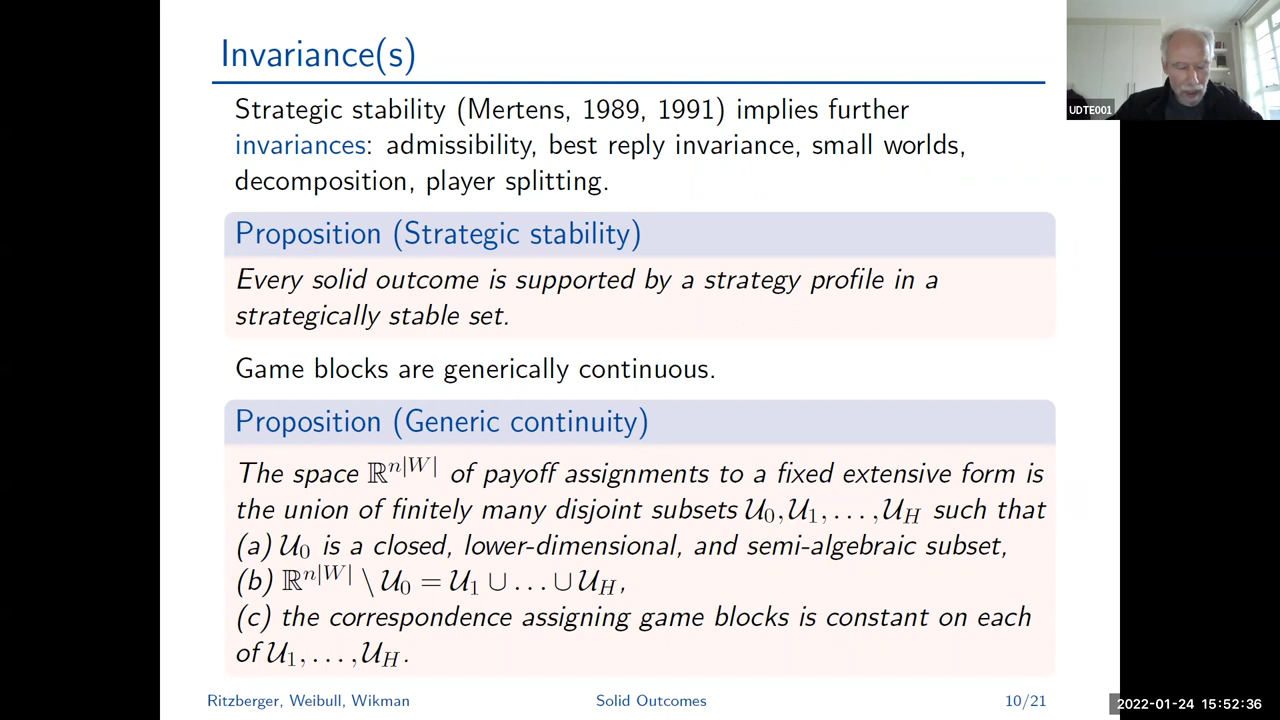 Invariance(s)
Strategic stability (Mertens, 1989, 1991) implies further
invariances: admissibility, best reply invariance, small worlds,
decomposition, player splitting.
Proposition (Strategic stability)
Every solid outcome is supported by a strategy profile in a
strategically stable set.
Game blocks are generically continuous.
Proposition (Generic continuity)
The space ℝ^{n|W|} of payoff assignments to a fixed extensive form is
the union of finitely many disjoint subsets 𝒰₀, 𝒰₁, . . . , 𝒰_H such that
(a) 𝒰₀ is a closed, lower-dimensional, and semi-algebraic subset,
(b) ℝ^{n|W|} \ 𝒰₀ = 𝒰₁ ∪ . . . ∪ 𝒰_H,
(c) the correspondence assigning game blocks is constant on each
of 𝒰₁, . . . , 𝒰_H.
Ritzberger, Weibull, Wikman
Solid Outcomes
10/21
UDTE001
2022-01-24 15:52:36